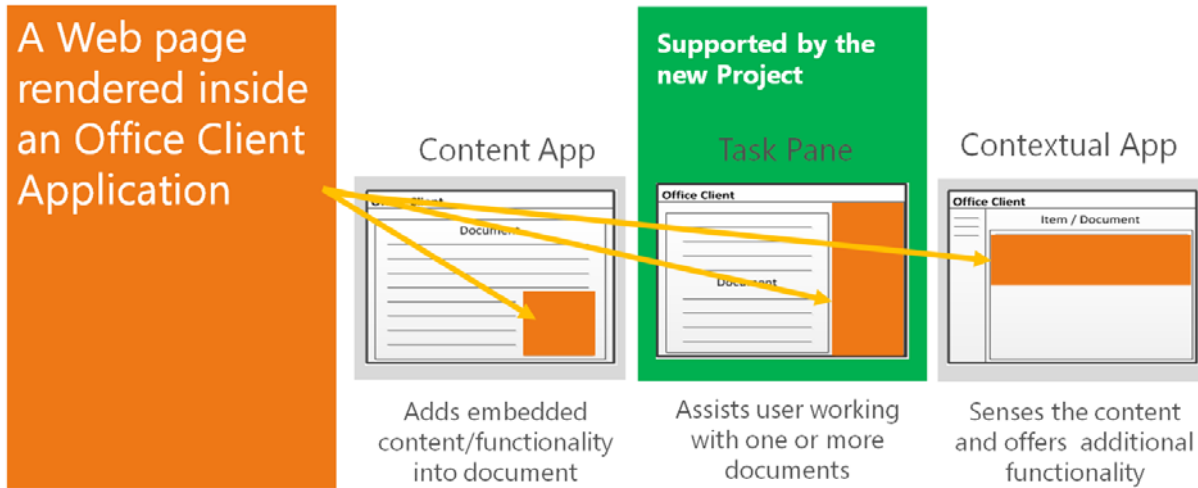 A Web page
rendered inside
an Office Client
Application
Content App
Office Client
Document
Adds embedded
content/functionality
into document
Supported by the
new Project
Task Pane
Office Client
Document
Assists user working
with one or more
documents
Contextual App
Office Client
Item / Document
Senses the content
and offers additional
functionality